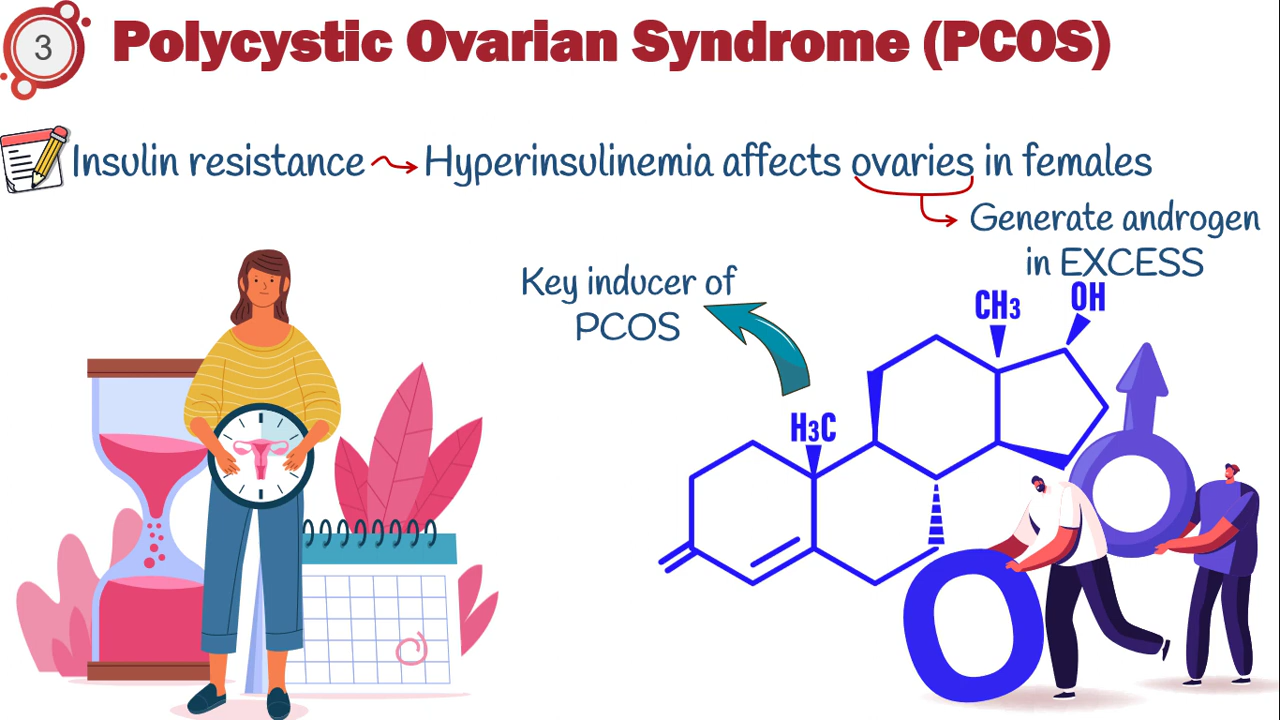 3
Polycystic Ovarian Syndrome (PCOS)
Insulin resistance Hyperinsulinemia affects ovaries in females
Generate androgen
in EXCESS
Key inducer of
PCOS
CH3
OH
H3C
O